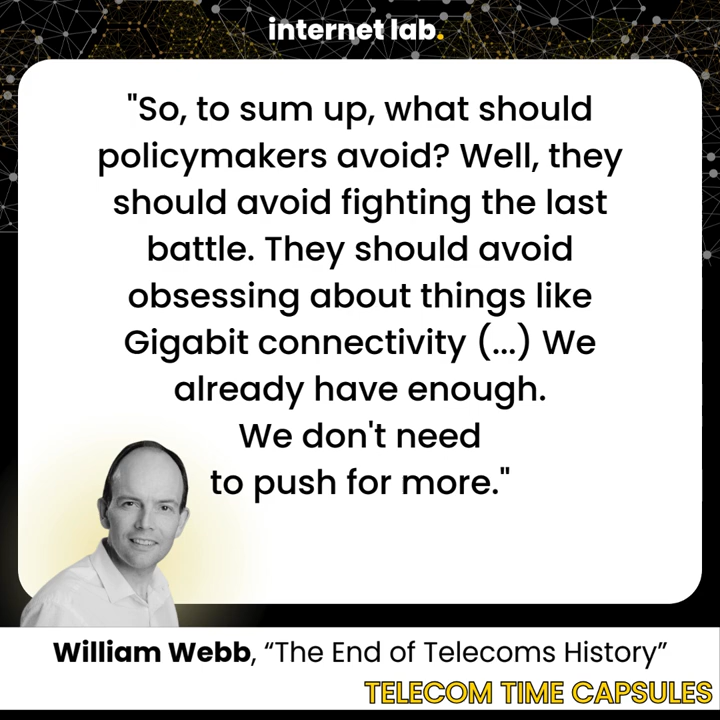 internet lab.
"So, to sum up, what should
policymakers avoid? Well, they
should avoid fighting the last
battle. They should avoid
obsessing about things like
Gigabit connectivity (...) We
already have enough.
We don't need
to push for more."
William Webb, “The End of Telecoms History”
TELECOM TIME CAPSULES